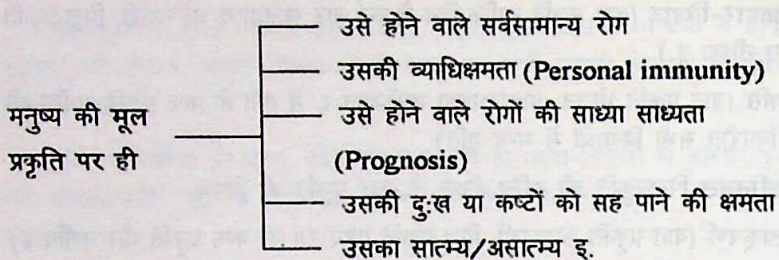 उसे होने वाले सर्वसामान्य रोग
उसकी व्याधिक्षमता (Personal immunity)
मनुष्य की मूल
प्रकृति पर ही
उसे होने वाले रोगों की साध्या साध्यता
(Prognosis)
उसकी दुःख या कष्टों को सह पाने की क्षमता
उसका सात्म्य/असात्म्य इ.